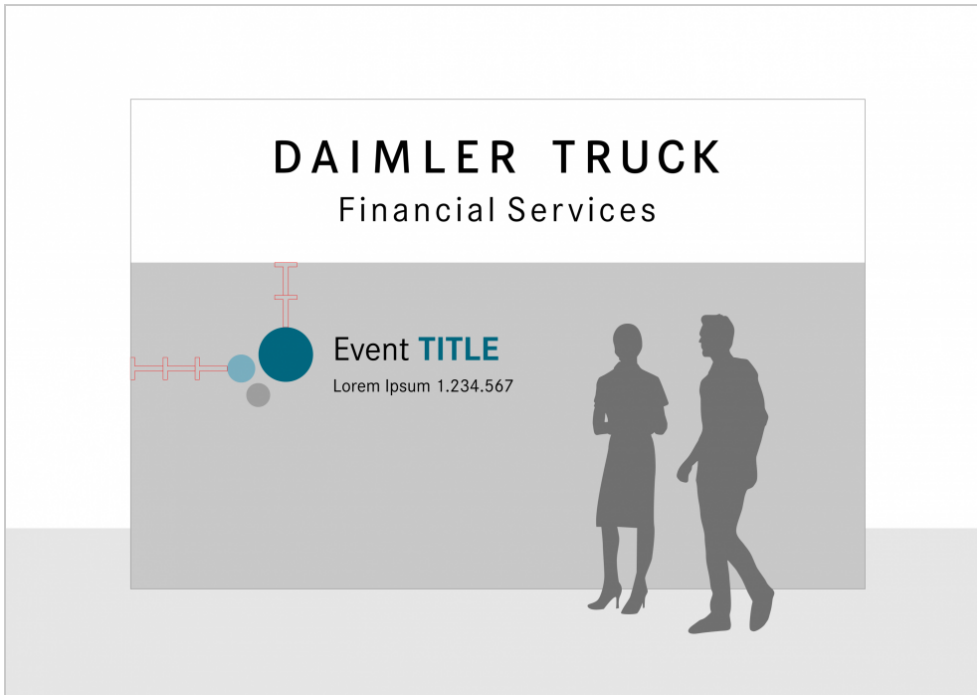 DAIMLER TRUCK
Financial Services
Event TITLE
Lorem Ipsum 1.234.567